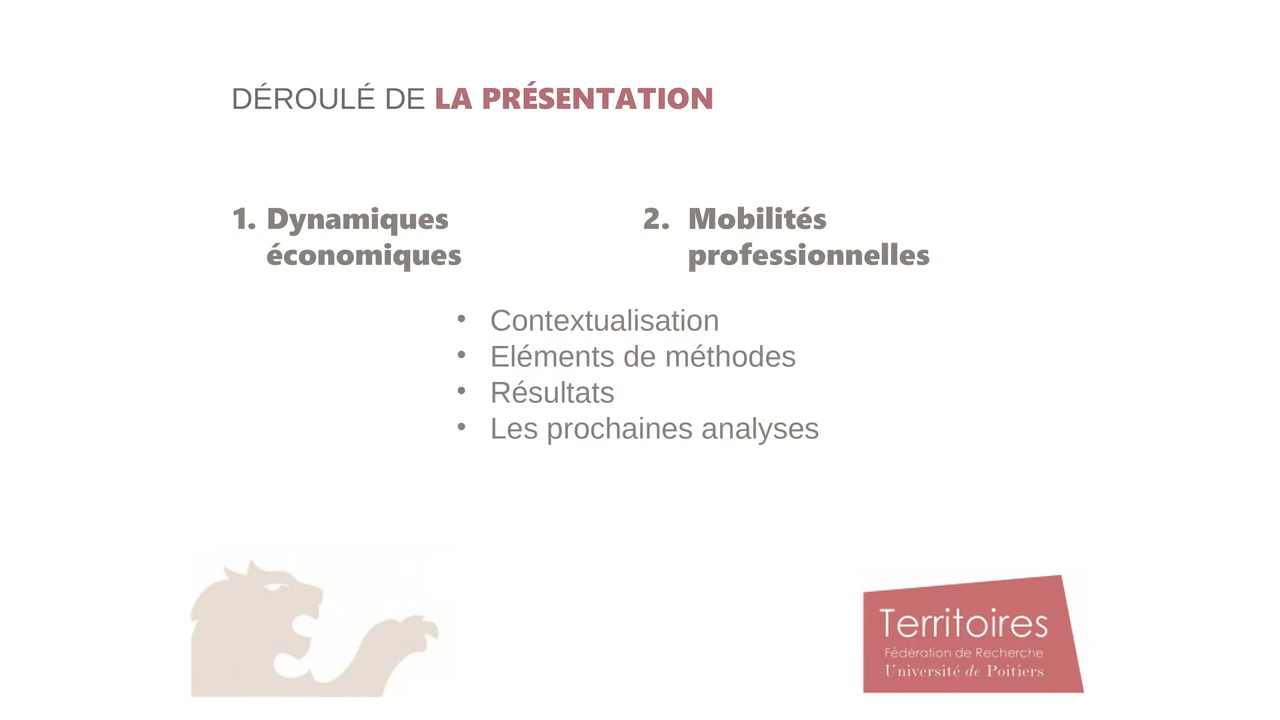 DÉROULÉ DE LA PRÉSENTATION
1. Dynamiques
économiques
2. Mobilités
professionnelles
• Contextualisation
• Eléments de méthodes
• Résultats
• Les prochaines analyses
Territoires
Fédération de Recherche
Université de Poitiers